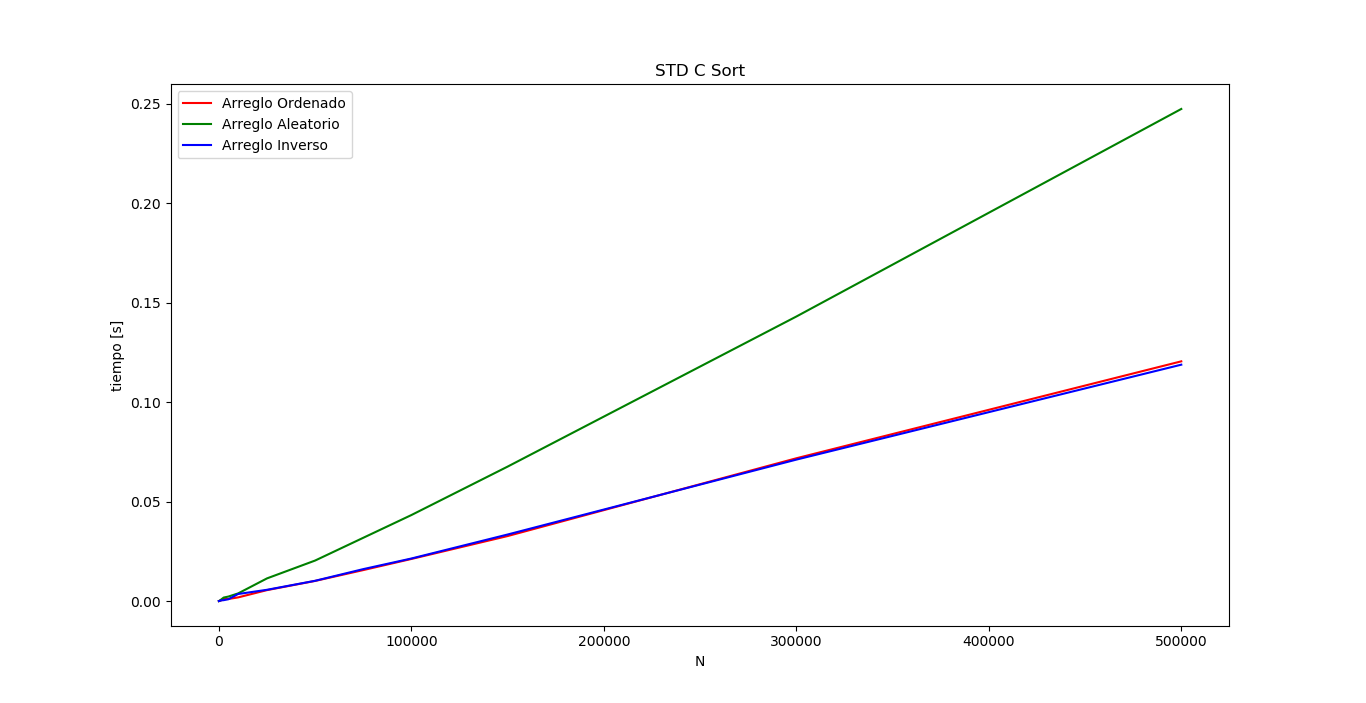 STD C Sort
Arreglo Ordenado
Arreglo Aleatorio
Arreglo Inverso
tiempo [s]
0.25
0.20
0.15
0.10
0.05
0.00
0 100000 200000 300000 400000 500000
N